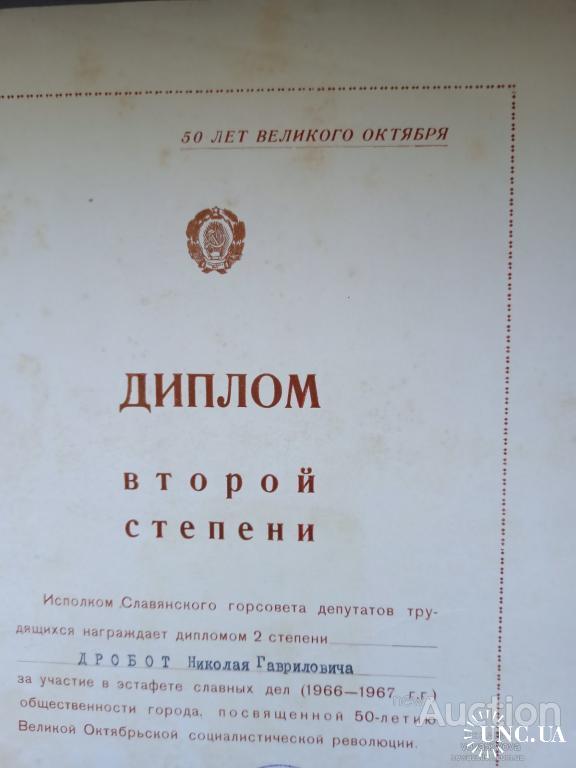 50 ЛЕТ ВЕЛИКОГО ОКТЯБРЯ
ДИПЛОМ
второй
степени
Исполком Славянского горсовета депутатов тру-
дящихся награждает дипломом 2 степени
ДРОБОТ Николая Гавриловича
за участие в эстафете славных дел (1966—1967 г.г.)
общественности города, посвященной 50-летию
Великой Октябрьской социалистической революции.
Auction
UNC.UA